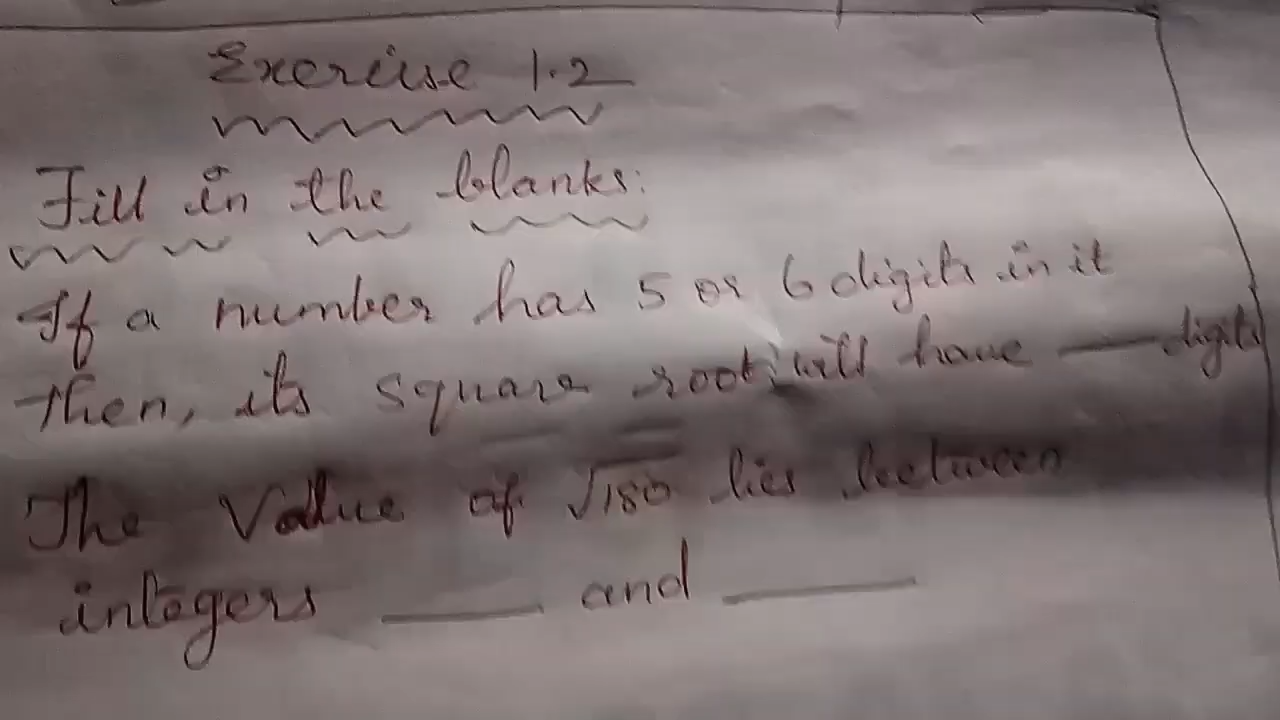 Exercise 1.2
Fill in the blanks:
If a number has 5 or 6 digits in it
then, its square root will have — digits
The Value of √180 lies between
integers ___ and ___